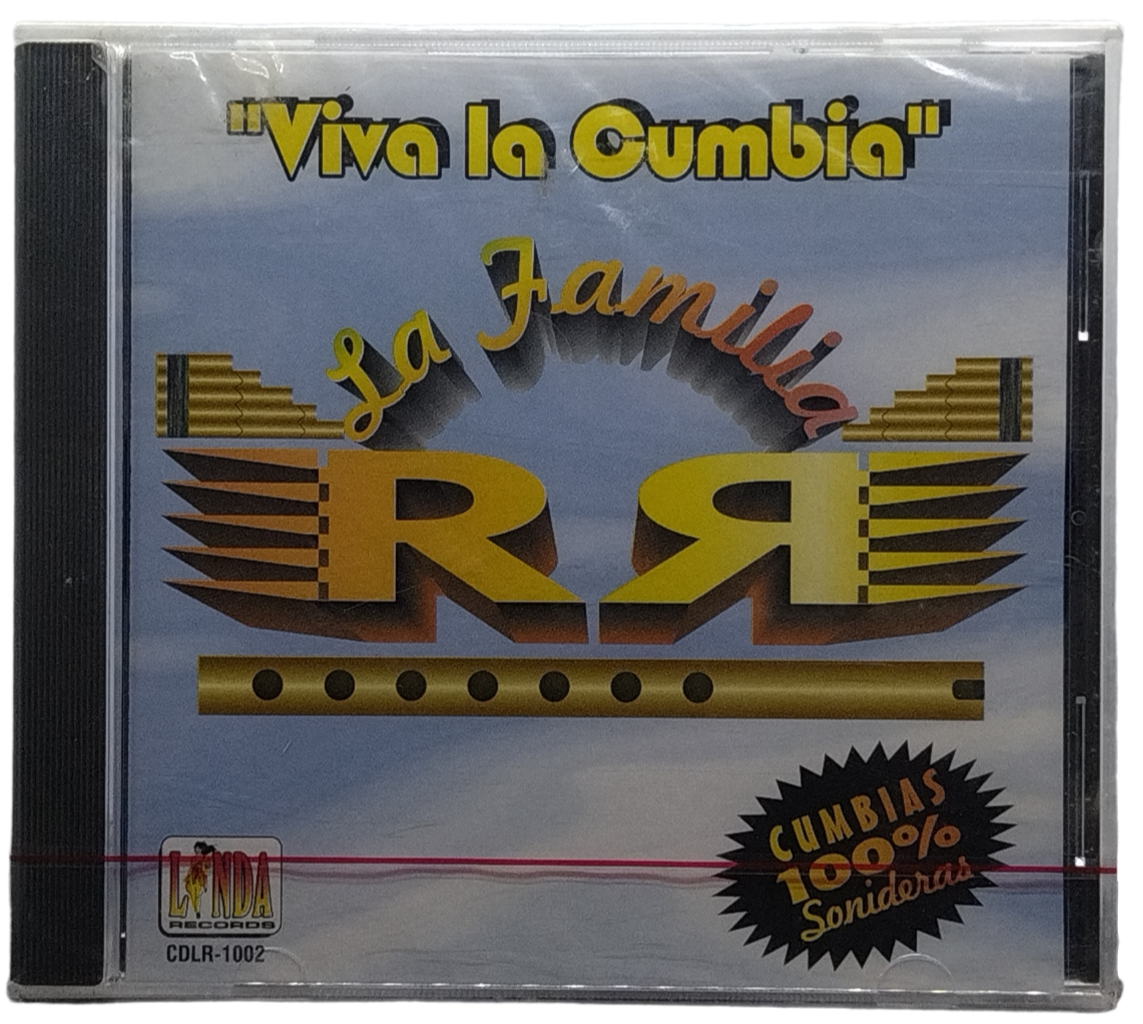 "Viva la Cumbia"
La Familia
RR
CUMBIAS
100%
Sonideras
LINDA
RECORDS
CDLR-1002